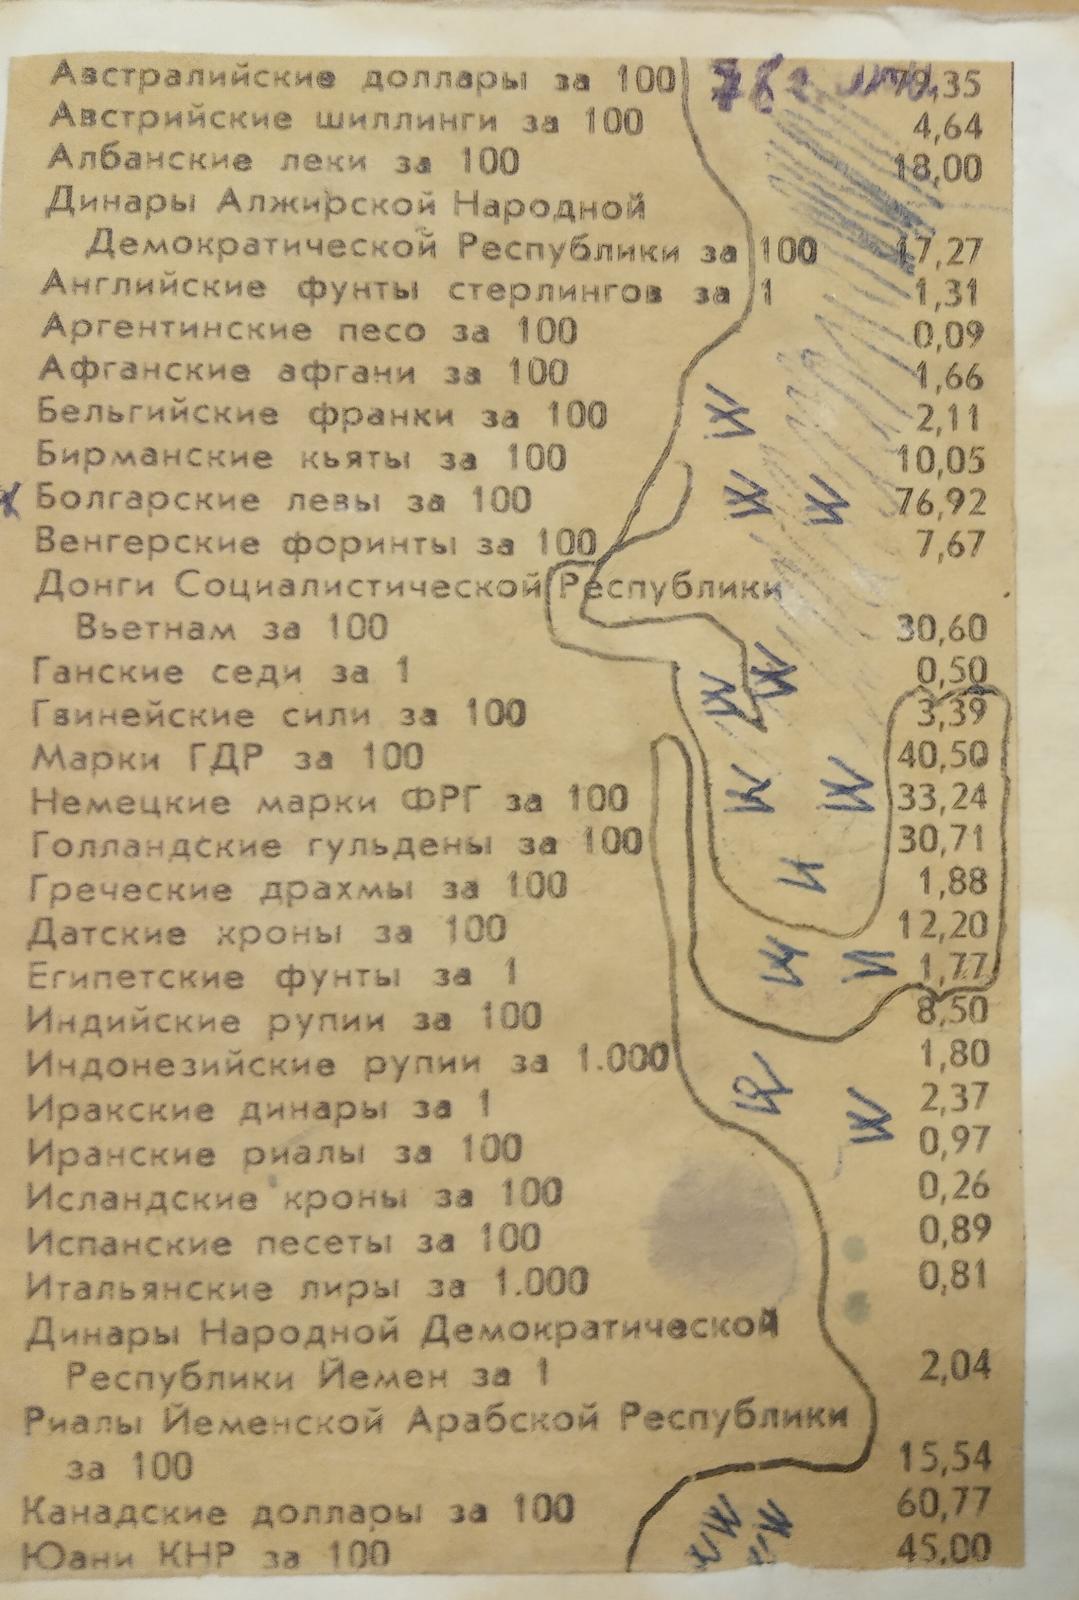 Австралийские доллары за 100 79,35
Австрийские шиллинги за 100 4,64
Албанские леки за 100 18,00
Динары Алжирской Народной
Демократической Республики за 100 17,27
Английские фунты стерлингов за 1 1,31
Аргентинские песо за 100 0,09
Афганские афгани за 100 1,66
Бельгийские франки за 100 2,11
Бирманские кьяты за 100 10,05
Болгарские левы за 100 76,92
Венгерские форинты за 100 7,67
Донги Социалистической Республики
Вьетнам за 100 30,60
Ганские седи за 1 0,50
Гвинейские сили за 100 3,39
Марки ГДР за 100 40,50
Немецкие марки ФРГ за 100 33,24
Голландские гульдены за 100 30,71
Греческие драхмы за 100 1,88
Датские кроны за 100 12,20
Египетские фунты за 1 1,77
Индийские рупии за 100 8,50
Индонезийские рупии за 1.000 1,80
Иракские динары за 1 2,37
Иранские риалы за 100 0,97
Исландские кроны за 100 0,26
Испанские песеты за 100 0,89
Итальянские лиры за 1.000 0,81
Динары Народной Демократической
Республики Йемен за 1 2,04
Риалы Йеменской Арабской Республики
за 100 15,54
Канадские доллары за 100 60,77
Юани КНР за 100 45,00